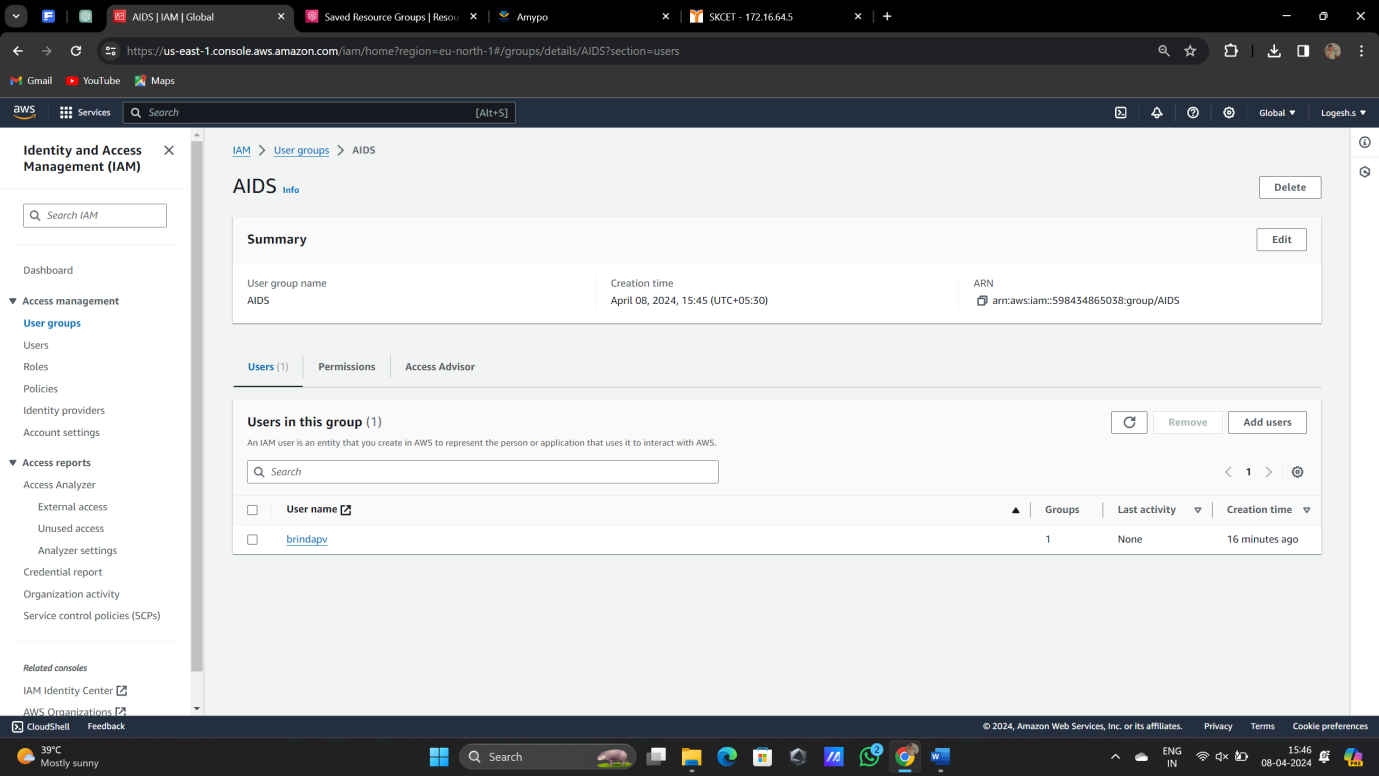 AIDS | IAM | Global
Saved Resource Groups | Resou
Amypo
SKCET - 172.16.64.5
https://us-east-1.console.aws.amazon.com/iam/home?region=eu-north-1#/groups/details/AIDS?section=users
Gmail YouTube Maps
aws Services Search [Alt+S] Global Logesh.s
Identity and Access
Management (IAM)
Search IAM
Dashboard
Access management
User groups
Users
Roles
Policies
Identity providers
Account settings
Access reports
Access Analyzer
External access
Unused access
Analyzer settings
Credential report
Organization activity
Service control policies (SCPs)
Related consoles
IAM Identity Center
AWS Organizations
IAM User groups AIDS
AIDS Info
Delete
Summary
Edit
User group name
AIDS
Creation time
April 08, 2024, 15:45 (UTC+05:30)
ARN
arn:aws:iam::598434865038:group/AIDS
Users (1) Permissions Access Advisor
Users in this group (1)
Remove Add users
An IAM user is an entity that you create in AWS to represent the person or application that uses it to interact with AWS.
Search
1
User name Groups Last activity Creation time
brindapv 1 None 16 minutes ago
CloudShell Feedback © 2024, Amazon Web Services, Inc. or its affiliates. Privacy Terms Cookie preferences
39°C
Mostly sunny
Search
2
ENG
IN
15:46
08-04-2024
PRE